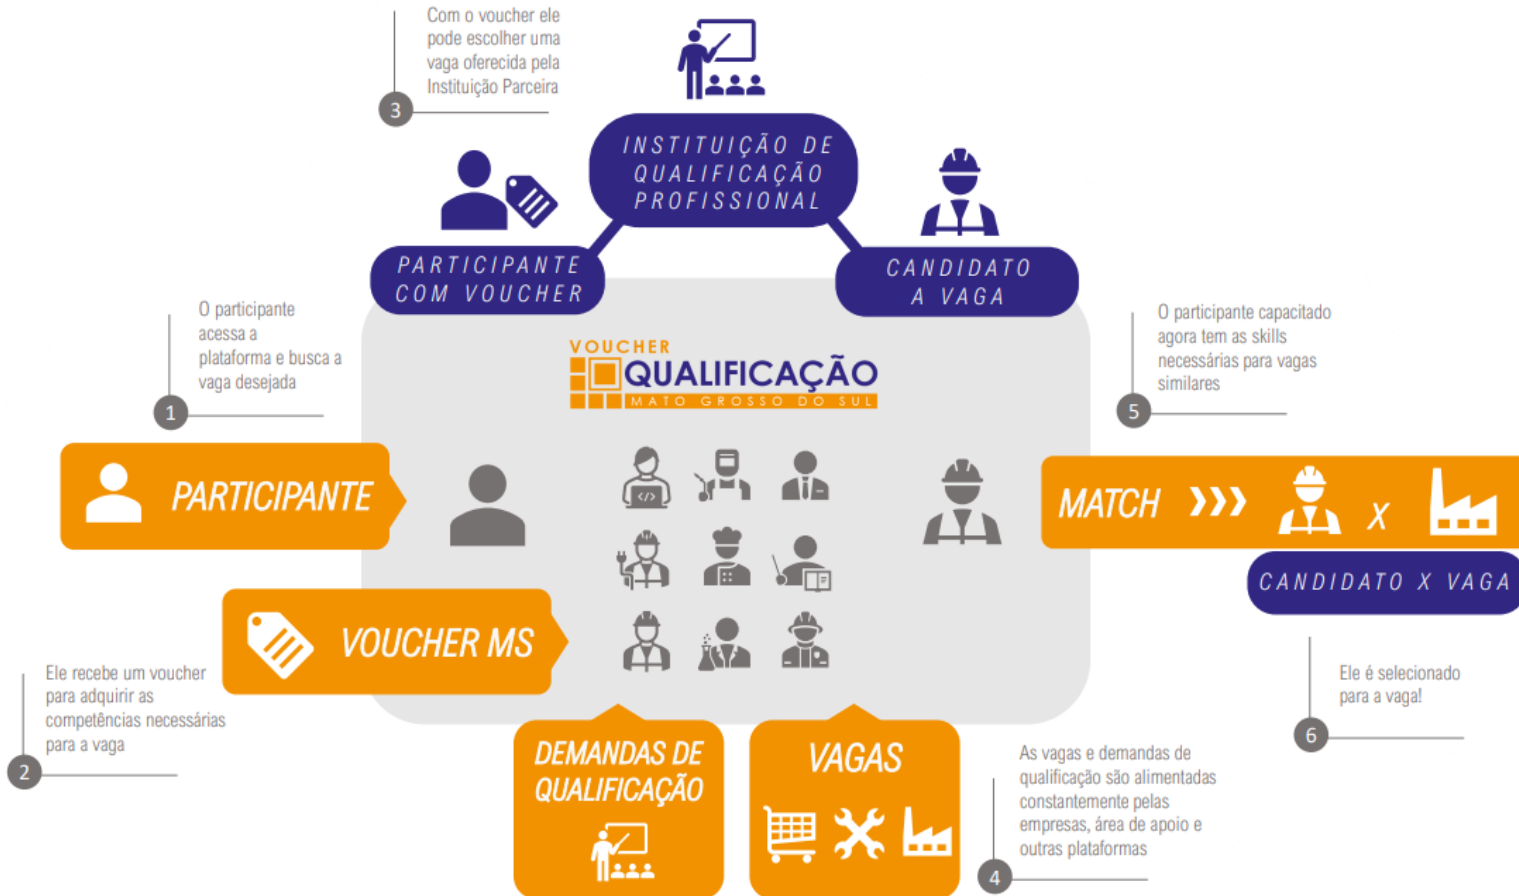 Com o voucher ele
pode escolher uma
vaga oferecida pela
Instituição Parceira
3
INSTITUIÇÃO DE
QUALIFICAÇÃO
PROFISSIONAL
PARTICIPANTE
COM VOUCHER
CANDIDATO
A VAGA
O participante
acessa a
plataforma e busca a
vaga desejada
1
VOUCHER
QUALIFICAÇÃO
MATO GROSSO DO SUL
O participante capacitado
agora tem as skills
necessárias para vagas
similares
5
PARTICIPANTE
</>
MATCH
X
CANDIDATO X VAGA
VOUCHER MS
Ele recebe um voucher
para adquirir as
competências necessárias
para a vaga
2
Ele é selecionado
para a vaga!
6
DEMANDAS DE
QUALIFICAÇÃO
VAGAS
As vagas e demandas de
qualificação são alimentadas
constantemente pelas
empresas, área de apoio e
outras plataformas
4